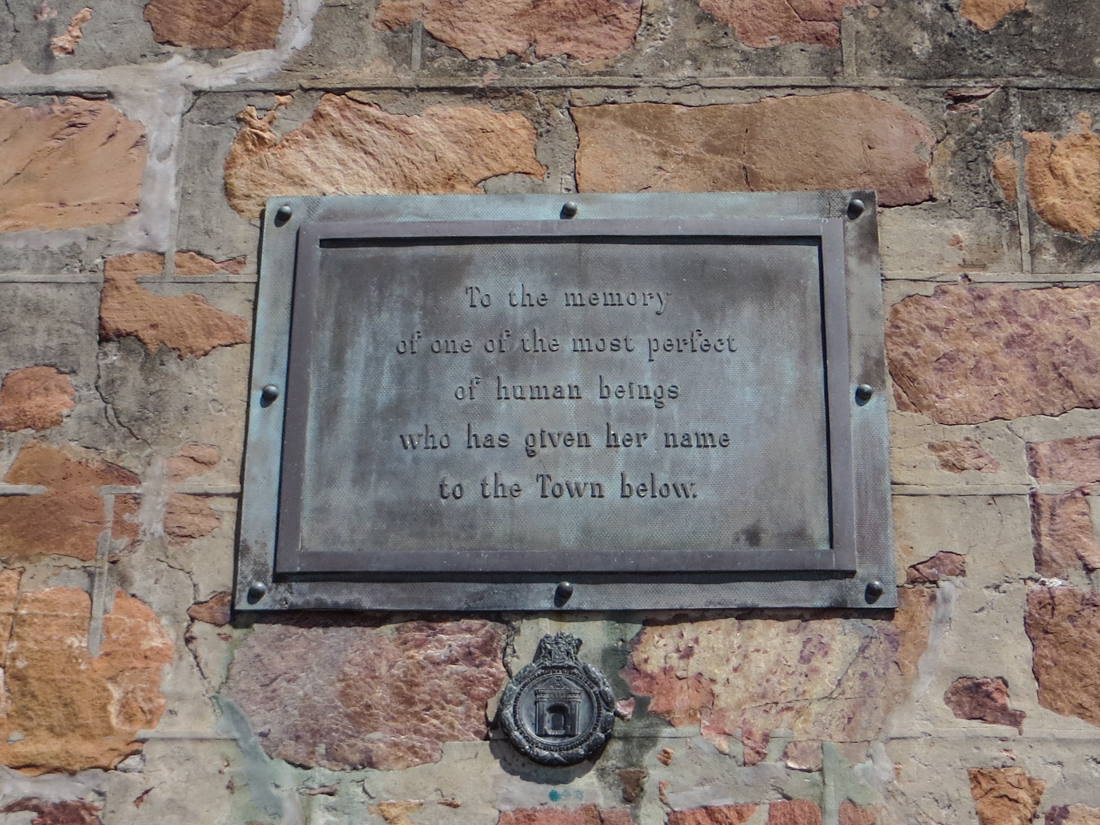 To the memory
of one of the most perfect
of human beings
who has given her name
to the Town below.